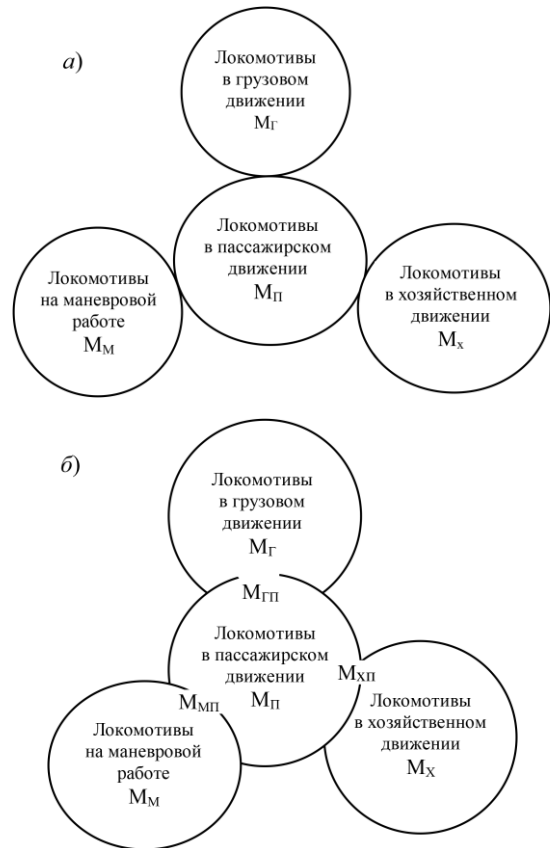 а)
Локомотивы
в грузовом
движении
МГ
Локомотивы
в пассажирском
движении
МП
Локомотивы
на маневровой
работе
ММ
Локомотивы
в хозяйственном
движении
Мх
б)
Локомотивы
в грузовом
движении
МГ
МГП
Локомотивы
в пассажирском
движении
МП
МХП
ММП
Локомотивы
на маневровой
работе
ММ
Локомотивы
в хозяйственном
движении
МХ